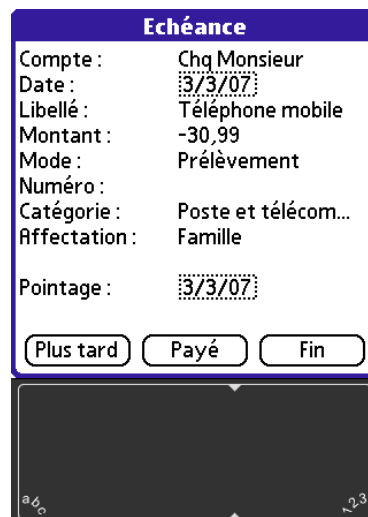 Echéance
Compte : Chq Monsieur
Date : 3/3/07
Libellé : Téléphone mobile
Montant : -30,99
Mode : Prélèvement
Numéro :
Catégorie : Poste et télécom...
Affectation : Famille
Pointage : 3/3/07
Plus tard Payé Fin
abc 123